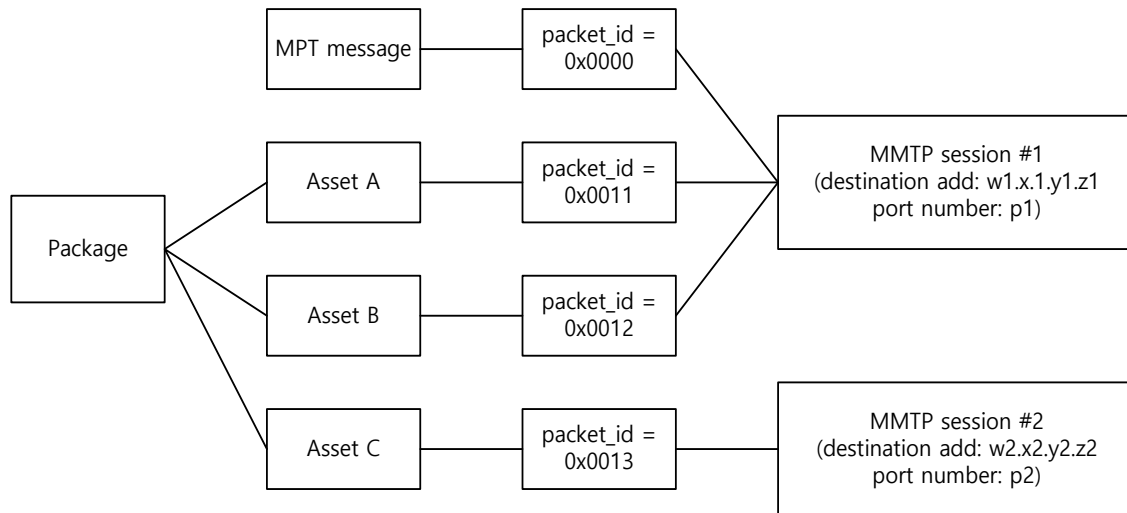 MPT message
packet_id =
0x0000
Asset A
packet_id =
0x0011
MMTP session #1
(destination add: w1.x.1.y1.z1
port number: p1)
Package
Asset B
packet_id =
0x0012
Asset C
packet_id =
0x0013
MMTP session #2
(destination add: w2.x2.y2.z2
port number: p2)